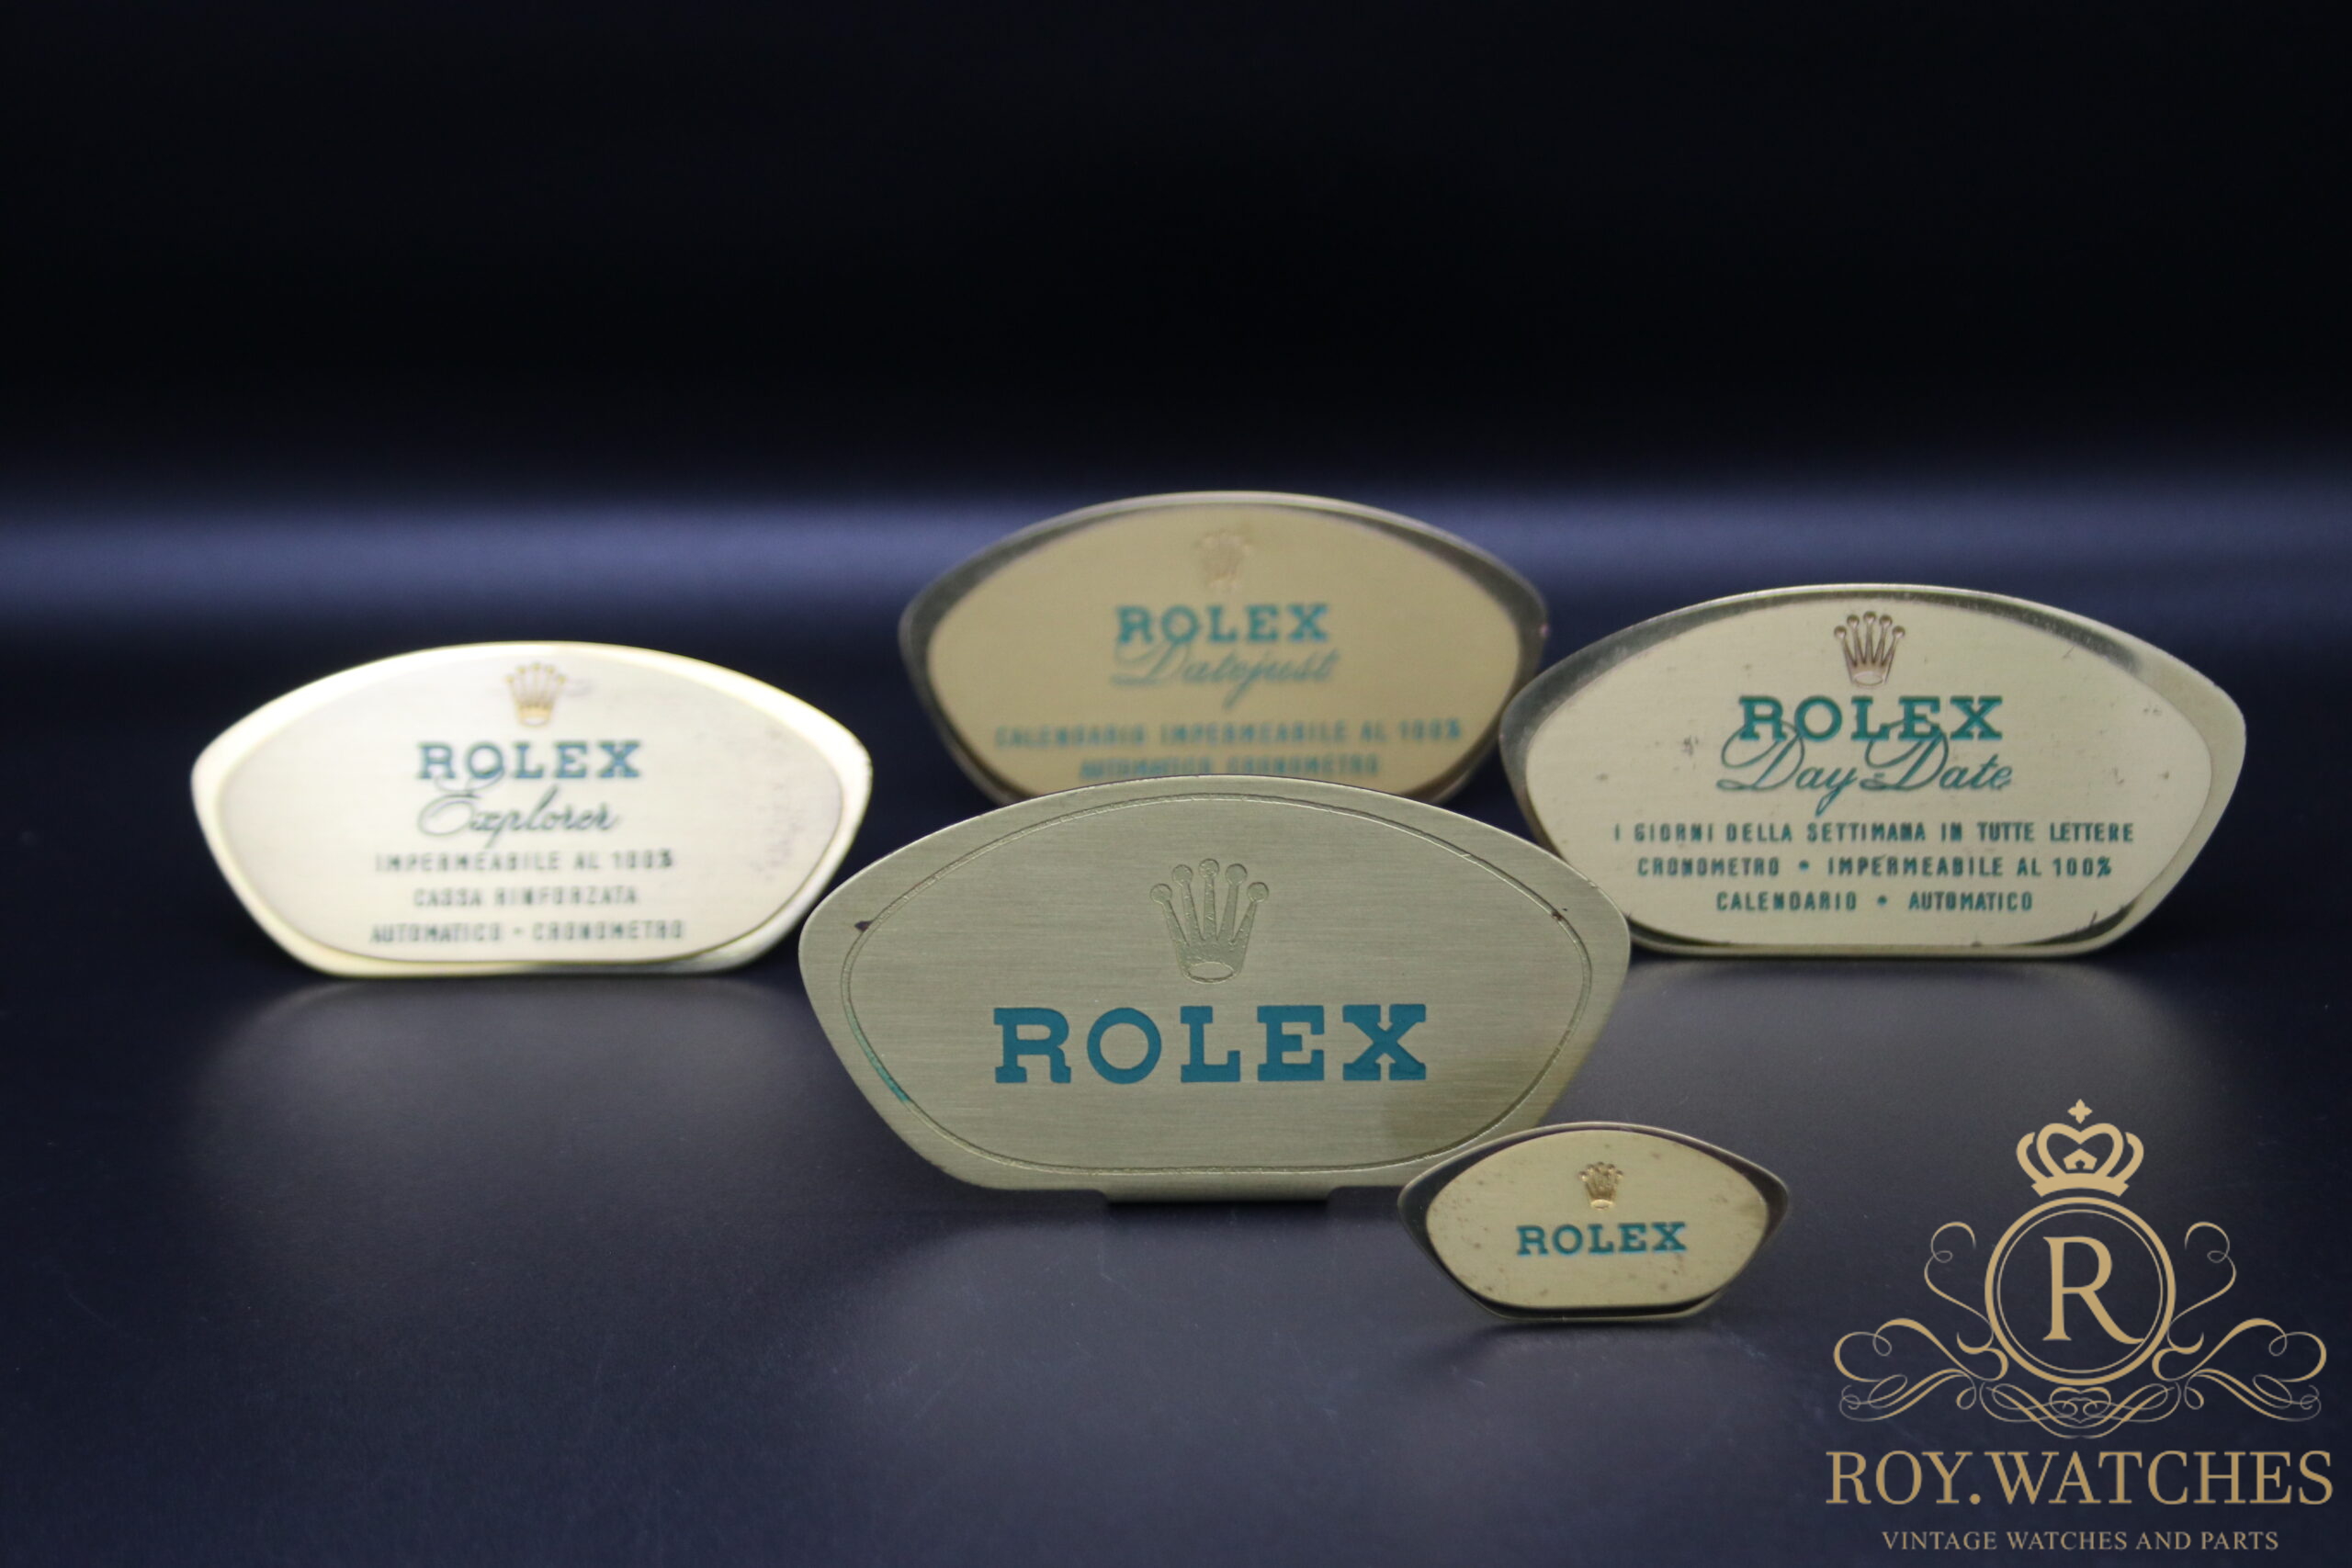 ROLEX
Explorer
IMPERMEABILE AL 100%
CASSA RINFORZATA
AUTOMATICO - CRONOMETRO
ROLEX
Datejust
CALENDARIO IMPERMEABILE AL 100%
AUTOMATICO CRONOMETRO
ROLEX
Day-Date
I GIORNI DELLA SETTIMANA IN TUTTE LETTERE
CRONOMETRO • IMPERMEABILE AL 100%
CALENDARIO • AUTOMATICO
ROLEX
ROLEX
R
ROY.WATCHES
VINTAGE WATCHES AND PARTS